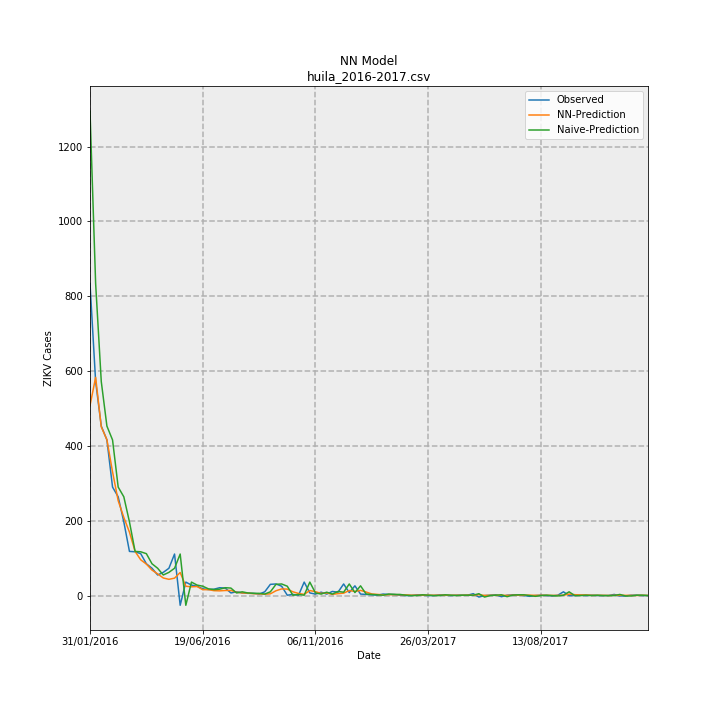 NN Model
huila_2016-2017.csv
Observed
NN-Prediction
Naive-Prediction
1200
1000
800
600
400
200
0
ZIKV Cases
31/01/2016
19/06/2016
06/11/2016
26/03/2017
13/08/2017
Date